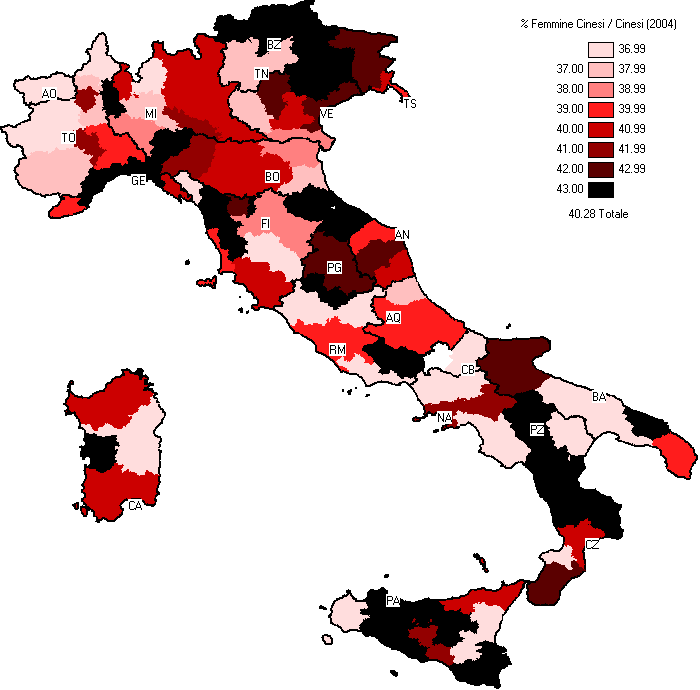 % Femmine Cinesi / Cinesi (2004)
36.99
37.00 37.99
38.00 38.99
39.00 39.99
40.00 40.99
41.00 41.99
42.00 42.99
43.00
40.28 Totale
BZ
TN
AO
MI
VE
TS
TO
BO
GE
FI
AN
PG
AQ
RM
CB
BA
NA
PZ
CA
CZ
PA